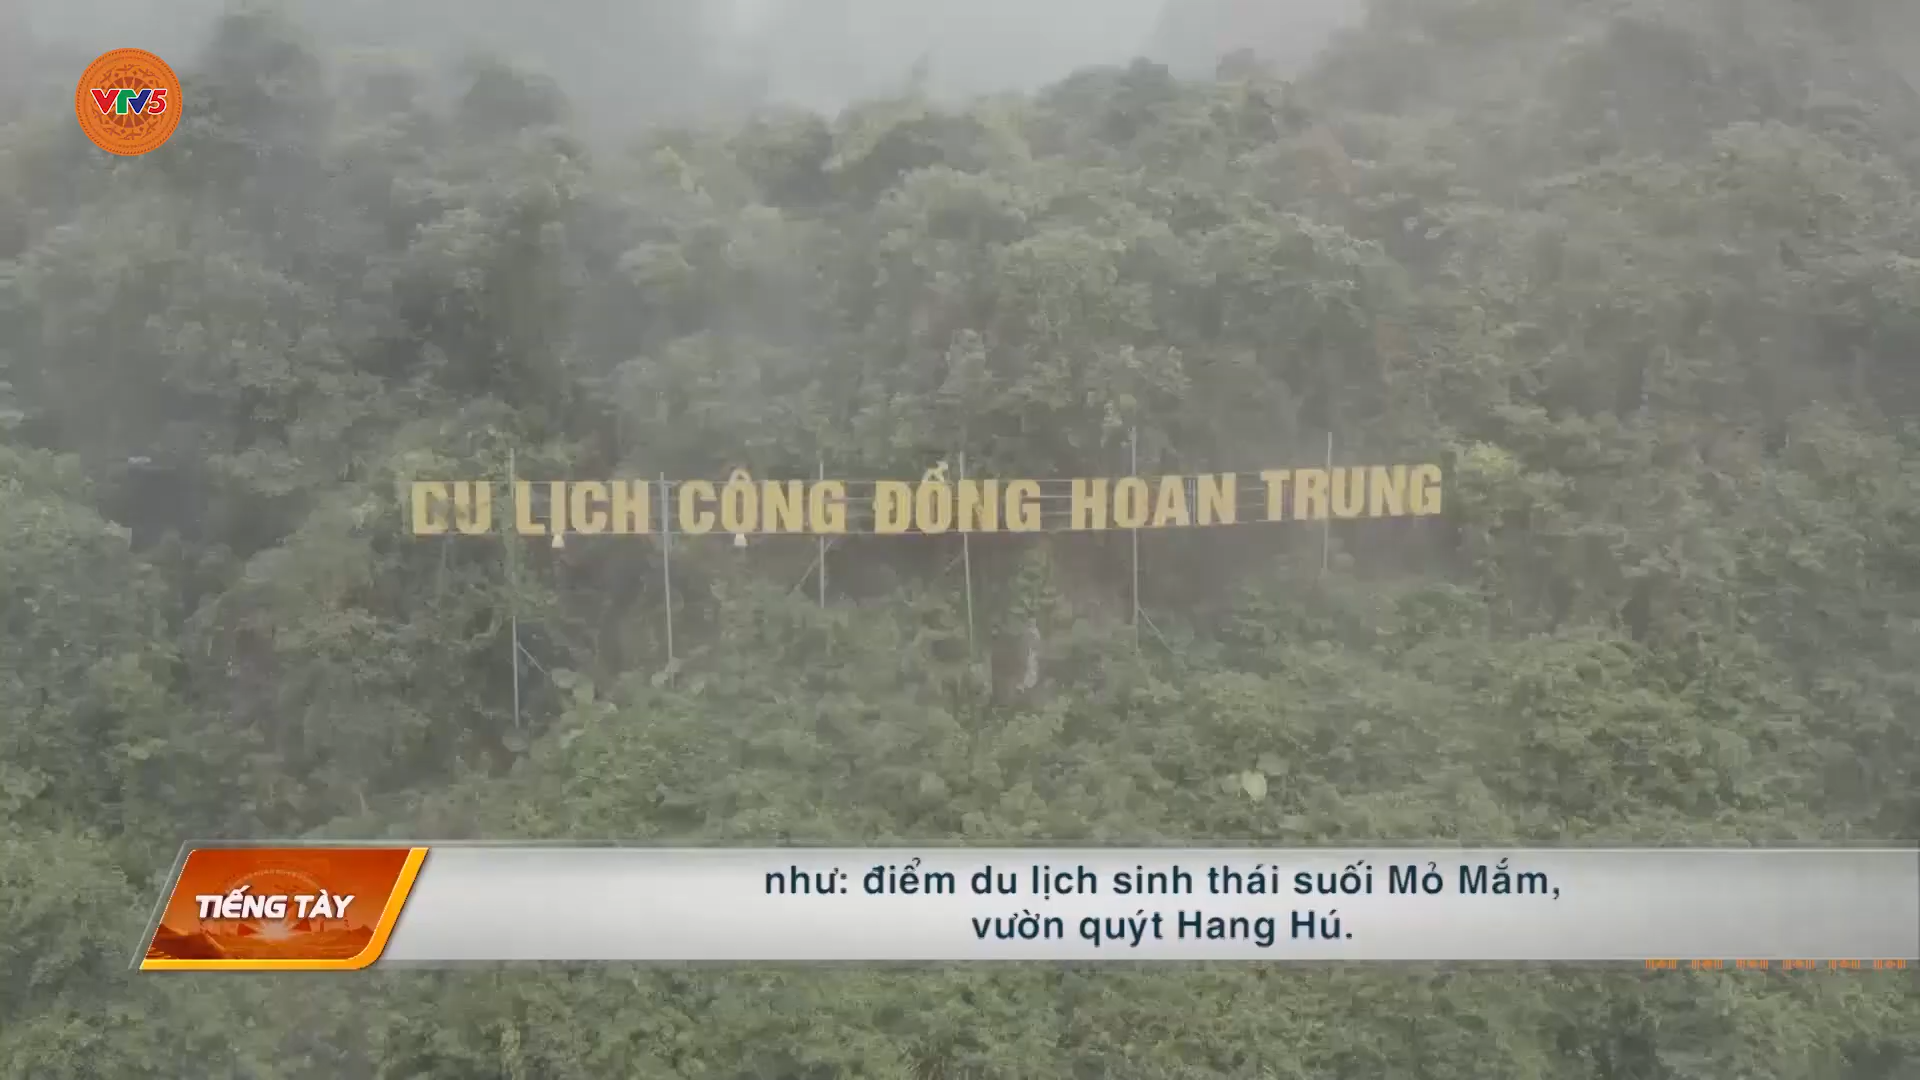 VTV5
DU LỊCH CỘNG ĐỒNG HOAN TRUNG
TIẾNG TÀY
như: điểm du lịch sinh thái suối Mỏ Mắm,
vườn quýt Hang Hú.